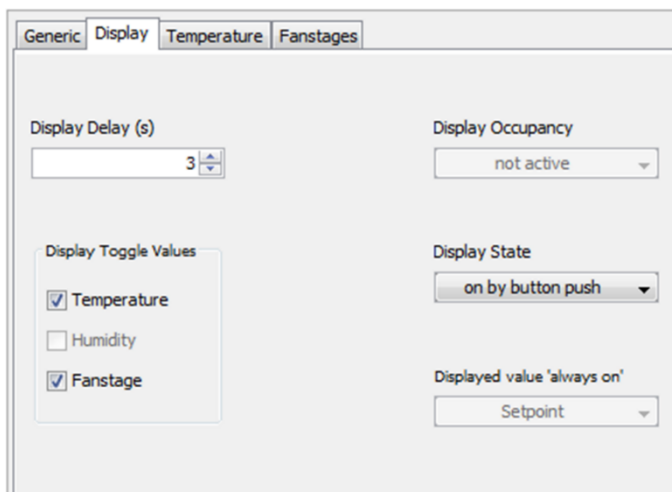 Generic Display Temperature Fanstages
Display Delay (s)
3
Display Occupancy
not active
Display Toggle Values
Temperature
Humidity
Fanstage
Display State
on by button push
Displayed value 'always on'
Setpoint